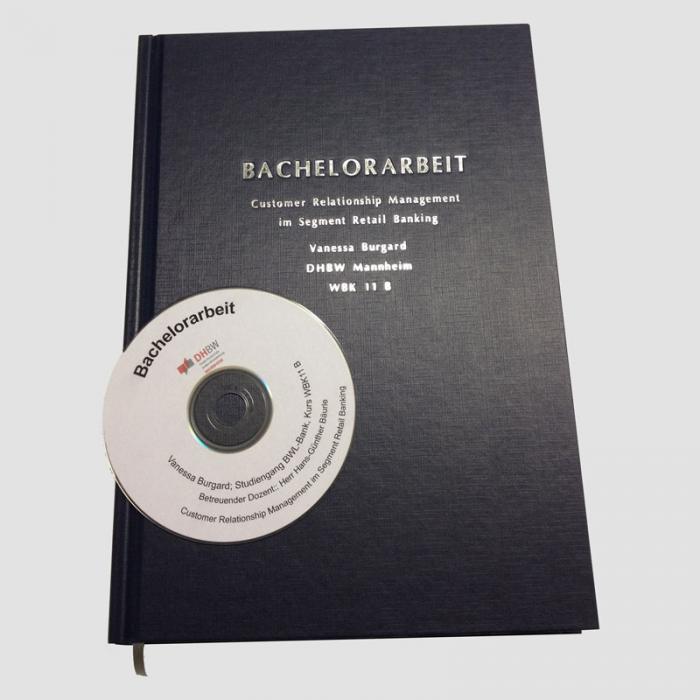 BACHELORARBEIT
Customer Relationship Management
im Segment Retail Banking
Vanessa Burgard
DHBW Mannheim
WBK 11 B
Bachelorarbeit
DHBW
Vanessa Burgard; Studiengang BWL-Bank, Kurs WBK11 B
Betreuender Dozent:: Herr Hans-Günther Bäurle
Customer Relationship Management im Segment Retail Banking